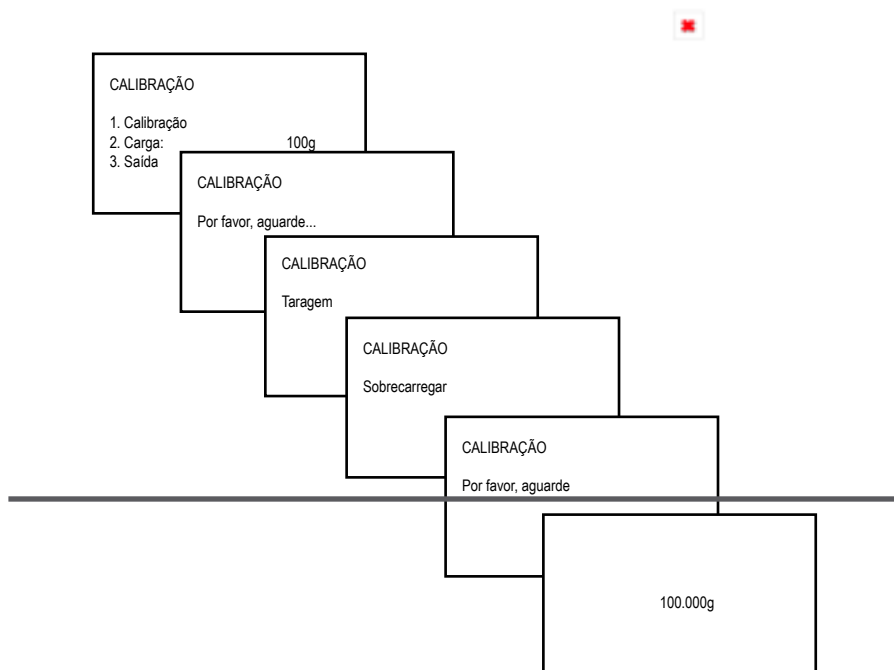 CALIBRAÇÃO
1. Calibração
2. Carga: 100g
3. Saída
CALIBRAÇÃO
Por favor, aguarde...
CALIBRAÇÃO
Taragem
CALIBRAÇÃO
Sobrecarregar
CALIBRAÇÃO
Por favor, aguarde
100.000g